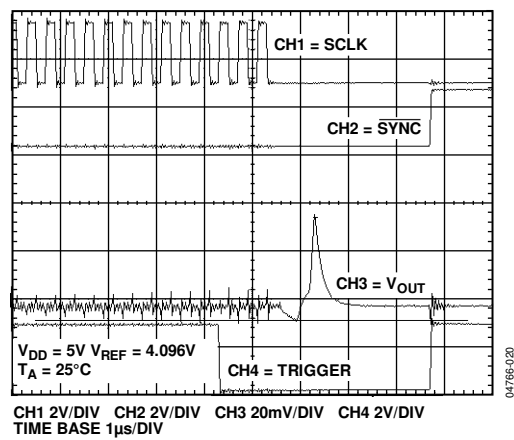 CH1 = SCLK
CH2 = SYNC
CH3 = VOUT
VDD = 5V VREF = 4.096V
TA = 25°C
CH4 = TRIGGER
CH1 2V/DIV CH2 2V/DIV CH3 20mV/DIV CH4 2V/DIV
TIME BASE 1µs/DIV
04766-020